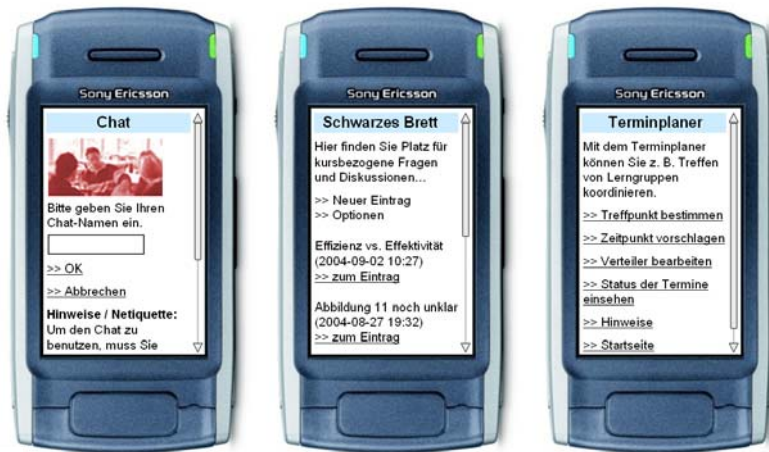 Sony Ericsson
Chat
Bitte geben Sie Ihren
Chat-Namen ein.
>> OK
>> Abbrechen
Hinweise / Netiquette:
Um den Chat zu
benutzen, muss Sie
Sony Ericsson
Schwarzes Brett
Hier finden Sie Platz für
kursbezogene Fragen
und Diskussionen...
>> Neuer Eintrag
>> Optionen
Effizienz vs. Effektivität
(2004-09-02 10:27)
>> zum Eintrag
Abbildung 11 noch unklar
(2004-08-27 19:32)
>> zum Eintrag
Sony Ericsson
Terminplaner
Mit dem Terminplaner
können Sie z. B. Treffen
von Lerngruppen
koordinieren.
>> Treffpunkt bestimmen
>> Zeitpunkt vorschlagen
>> Verteiler bearbeiten
>> Status der Termine
einsehen
>> Hinweise
>> Startseite